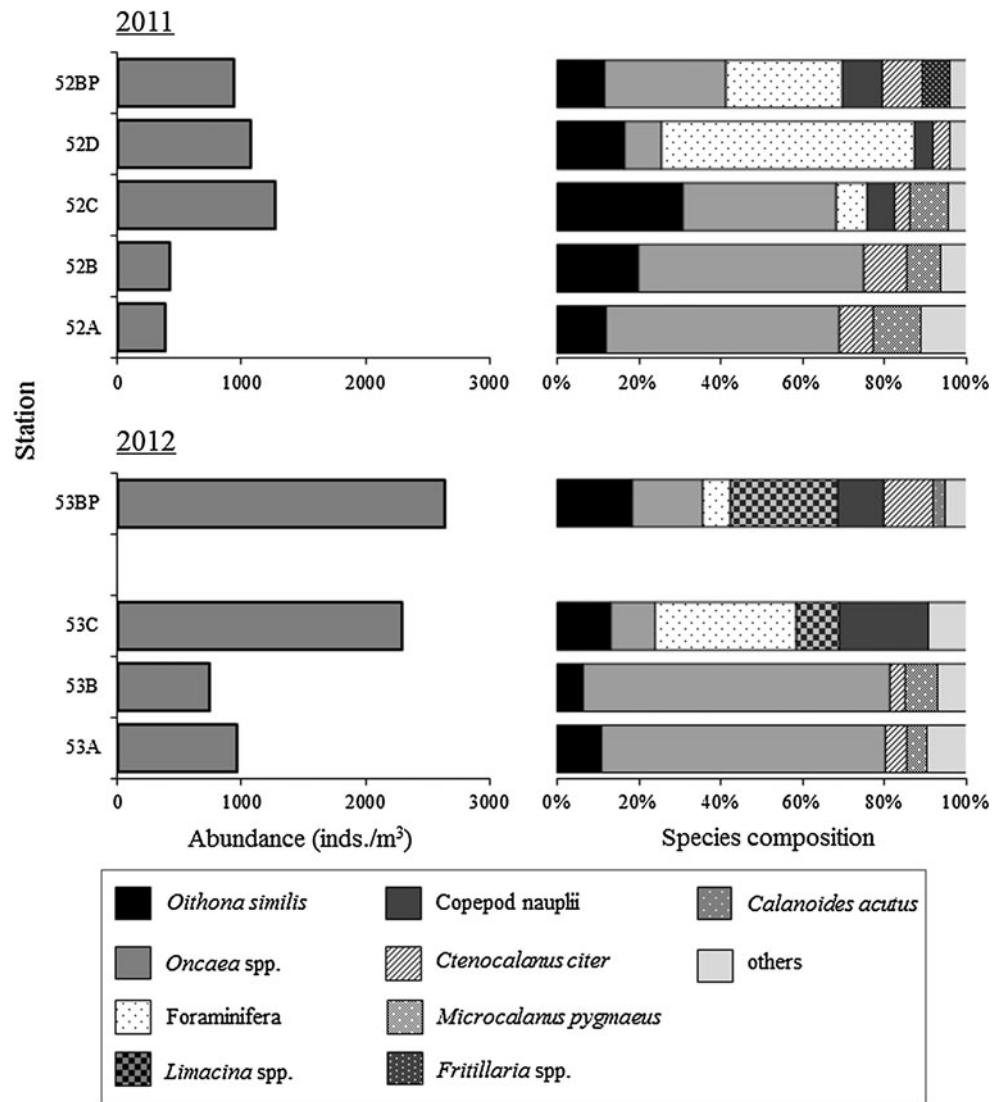 2011
52BP
52D
52C
52B
52A
0 1000 2000 3000
0% 20% 40% 60% 80% 100%
Station
2012
53BP
53C
53B
53A
0 1000 2000 3000
0% 20% 40% 60% 80% 100%
Abundance (inds./m³)
Species composition
Oithona similis
Copepod nauplii
Calanoides acutus
Oncaea spp.
Ctenocalanus citer
others
Foraminifera
Microcalanus pygmaeus
Limacina spp.
Fritillaria spp.